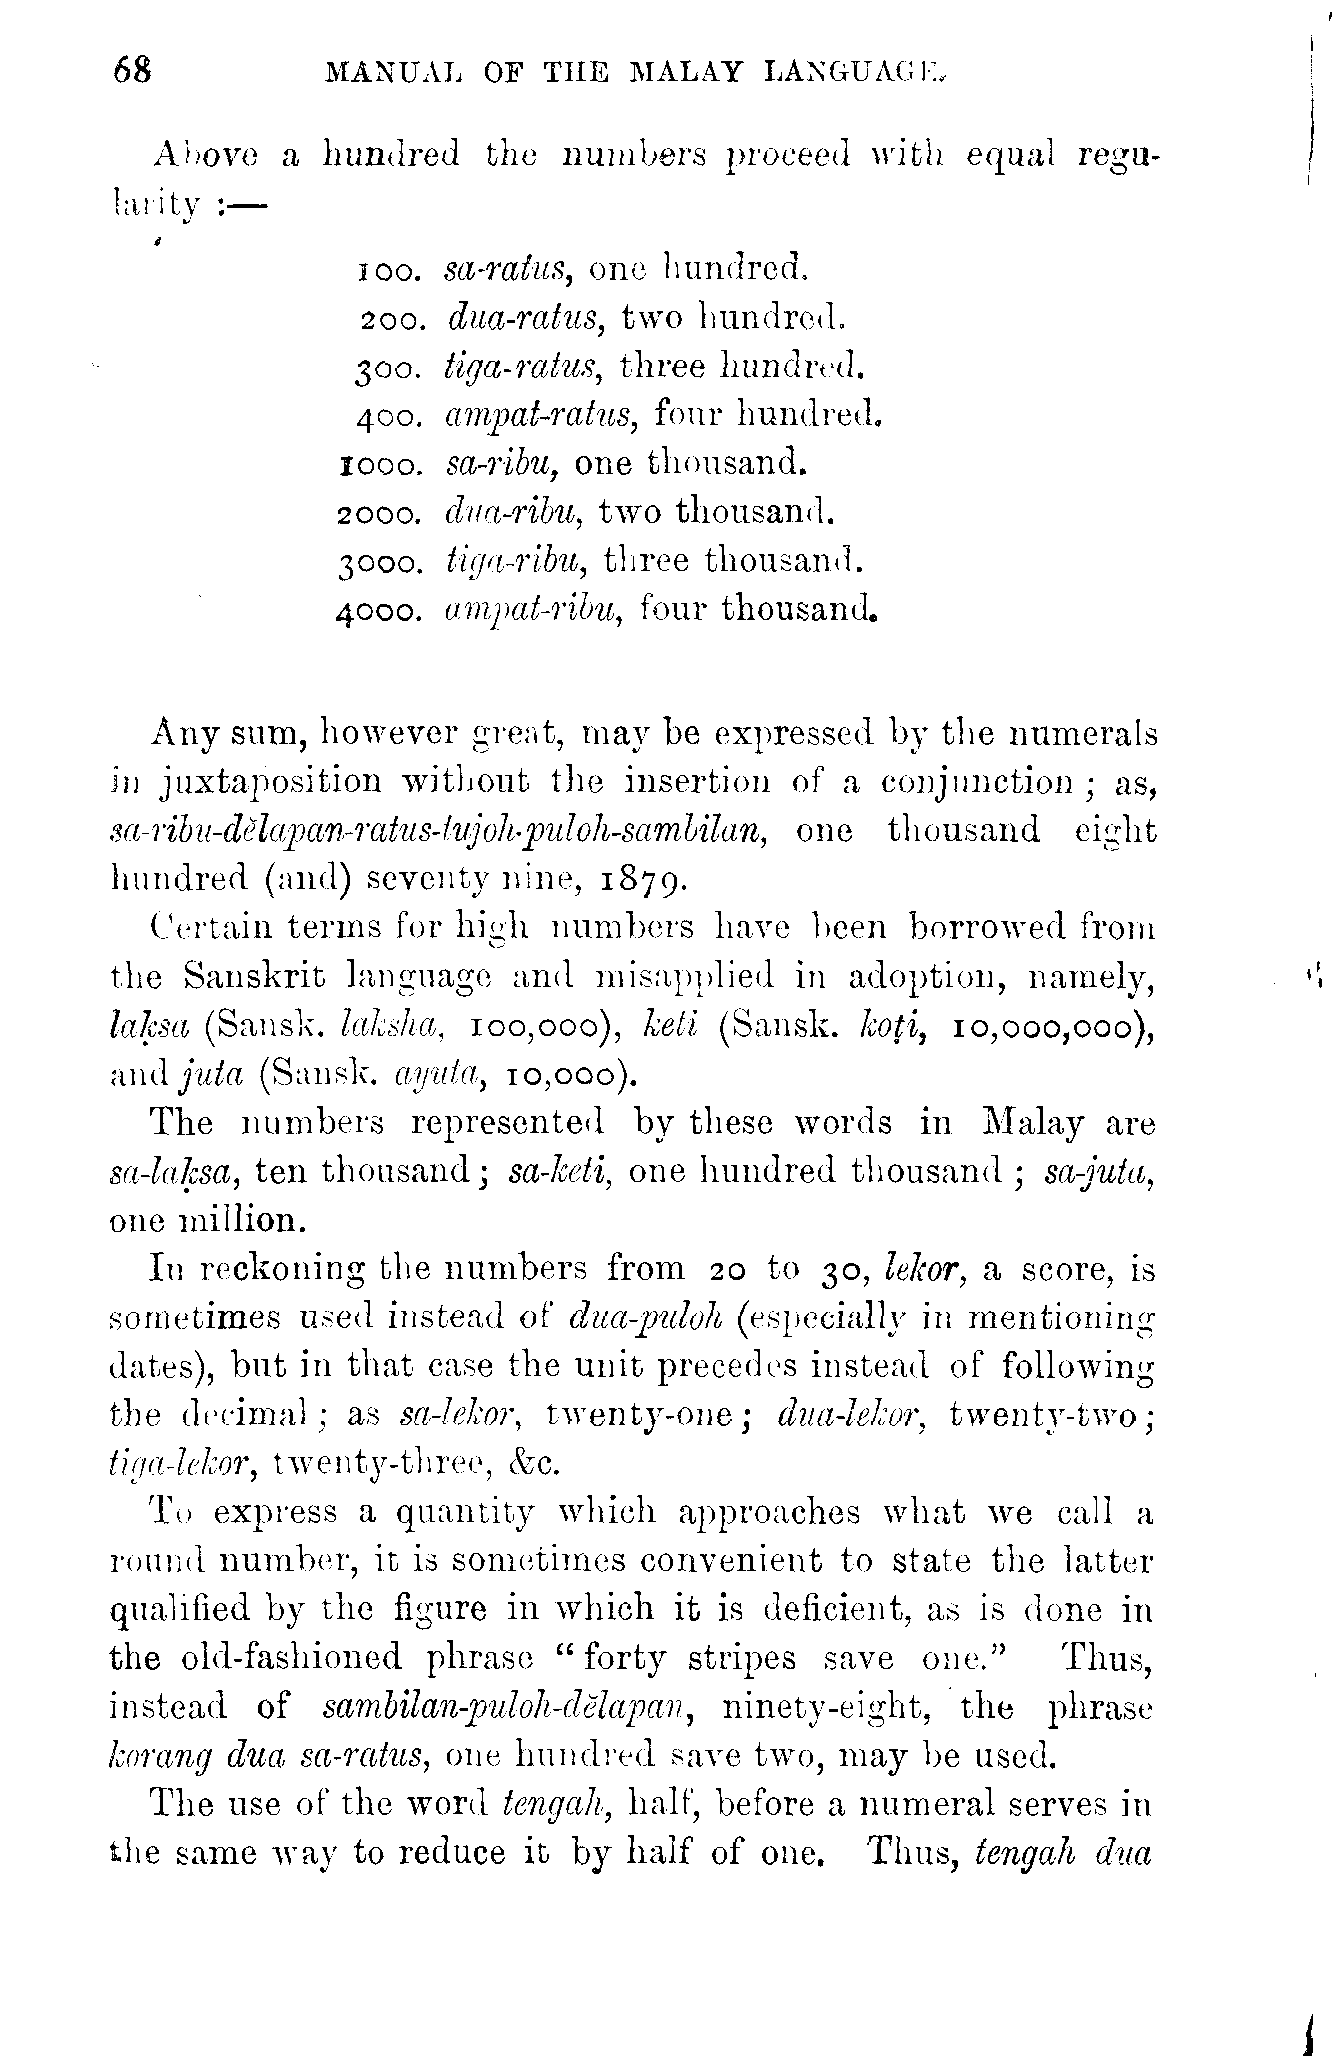 68 MANUAL OF THE MALAY LANGUAGE.
Above a hundred the numbers proceed with equal regu-
larity :—
100. sa-ratus, one hundred.
200. dua-ratus, two hundred.
300. tiga-ratus, three hundred.
400. ampat-ratus, four hundred.
1000. sa-ribu, one thousand.
2000. dua-ribu, two thousand.
3000. tiga-ribu, three thousand.
4000. ampat-ribu, four thousand.
Any sum, however great, may be expressed by the numerals
in juxtaposition without the insertion of a conjunction ; as,
sa-ribu-dĕlapan-ratus-tujoh-puloh-sambilan, one thousand eight
hundred (and) seventy nine, 1879.
Certain terms for high numbers have been borrowed from
the Sanskrit language and misapplied in adoption, namely,
laḳsa (Sansk. laksha, 100,000), keti (Sansk. koṭi, 10,000,000),
and juta (Sansk. ayuta, 10,000).
The numbers represented by these words in Malay are
sa-laḳsa, ten thousand ; sa-keti, one hundred thousand ; sa-juta,
one million.
In reckoning the numbers from 20 to 30, lekor, a score, is
sometimes used instead of dua-puloh (especially in mentioning
dates), but in that case the unit precedes instead of following
the decimal ; as sa-lekor, twenty-one ; dua-lekor, twenty-two ;
tiga-lekor, twenty-three, &c.
To express a quantity which approaches what we call a
round number, it is sometimes convenient to state the latter
qualified by the figure in which it is deficient, as is done in
the old-fashioned phrase "forty stripes save one." Thus,
instead of sambilan-puloh-dĕlapan, ninety-eight, the phrase
korang dua sa-ratus, one hundred save two, may be used.
The use of the word tengah, half, before a numeral serves in
the same way to reduce it by half of one. Thus, tengah dua